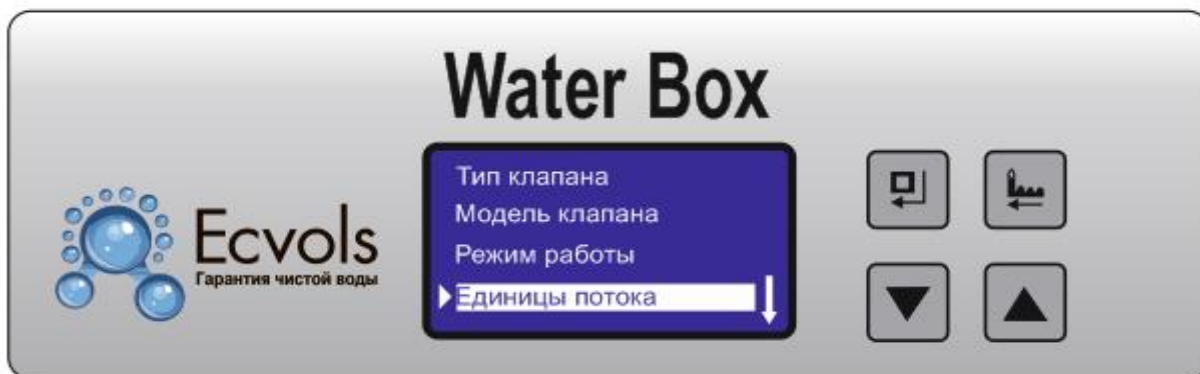 Water Box
Ecvols
Гарантия чистой воды
Тип клапана
Модель клапана
Режим работы
Единицы потока